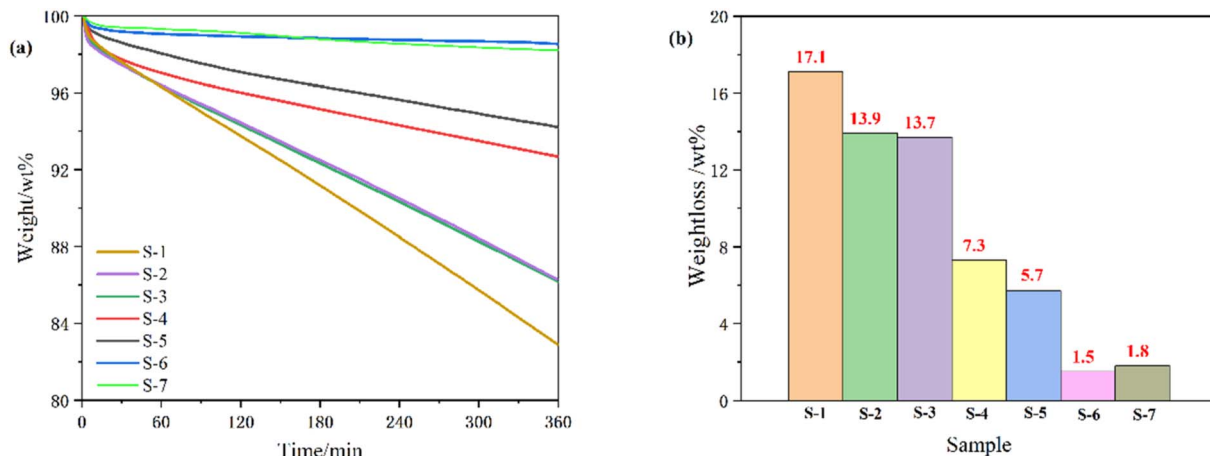 (a)
Weight/wt%
100
96
92
88
84
80
S-1
S-2
S-3
S-4
S-5
S-6
S-7
0 60 120 180 240 300 360
Time/min
(b)
Weightloss /wt%
20
16
12
8
4
0
17.1
13.9
13.7
7.3
5.7
1.5
1.8
S-1 S-2 S-3 S-4 S-5 S-6 S-7
Sample